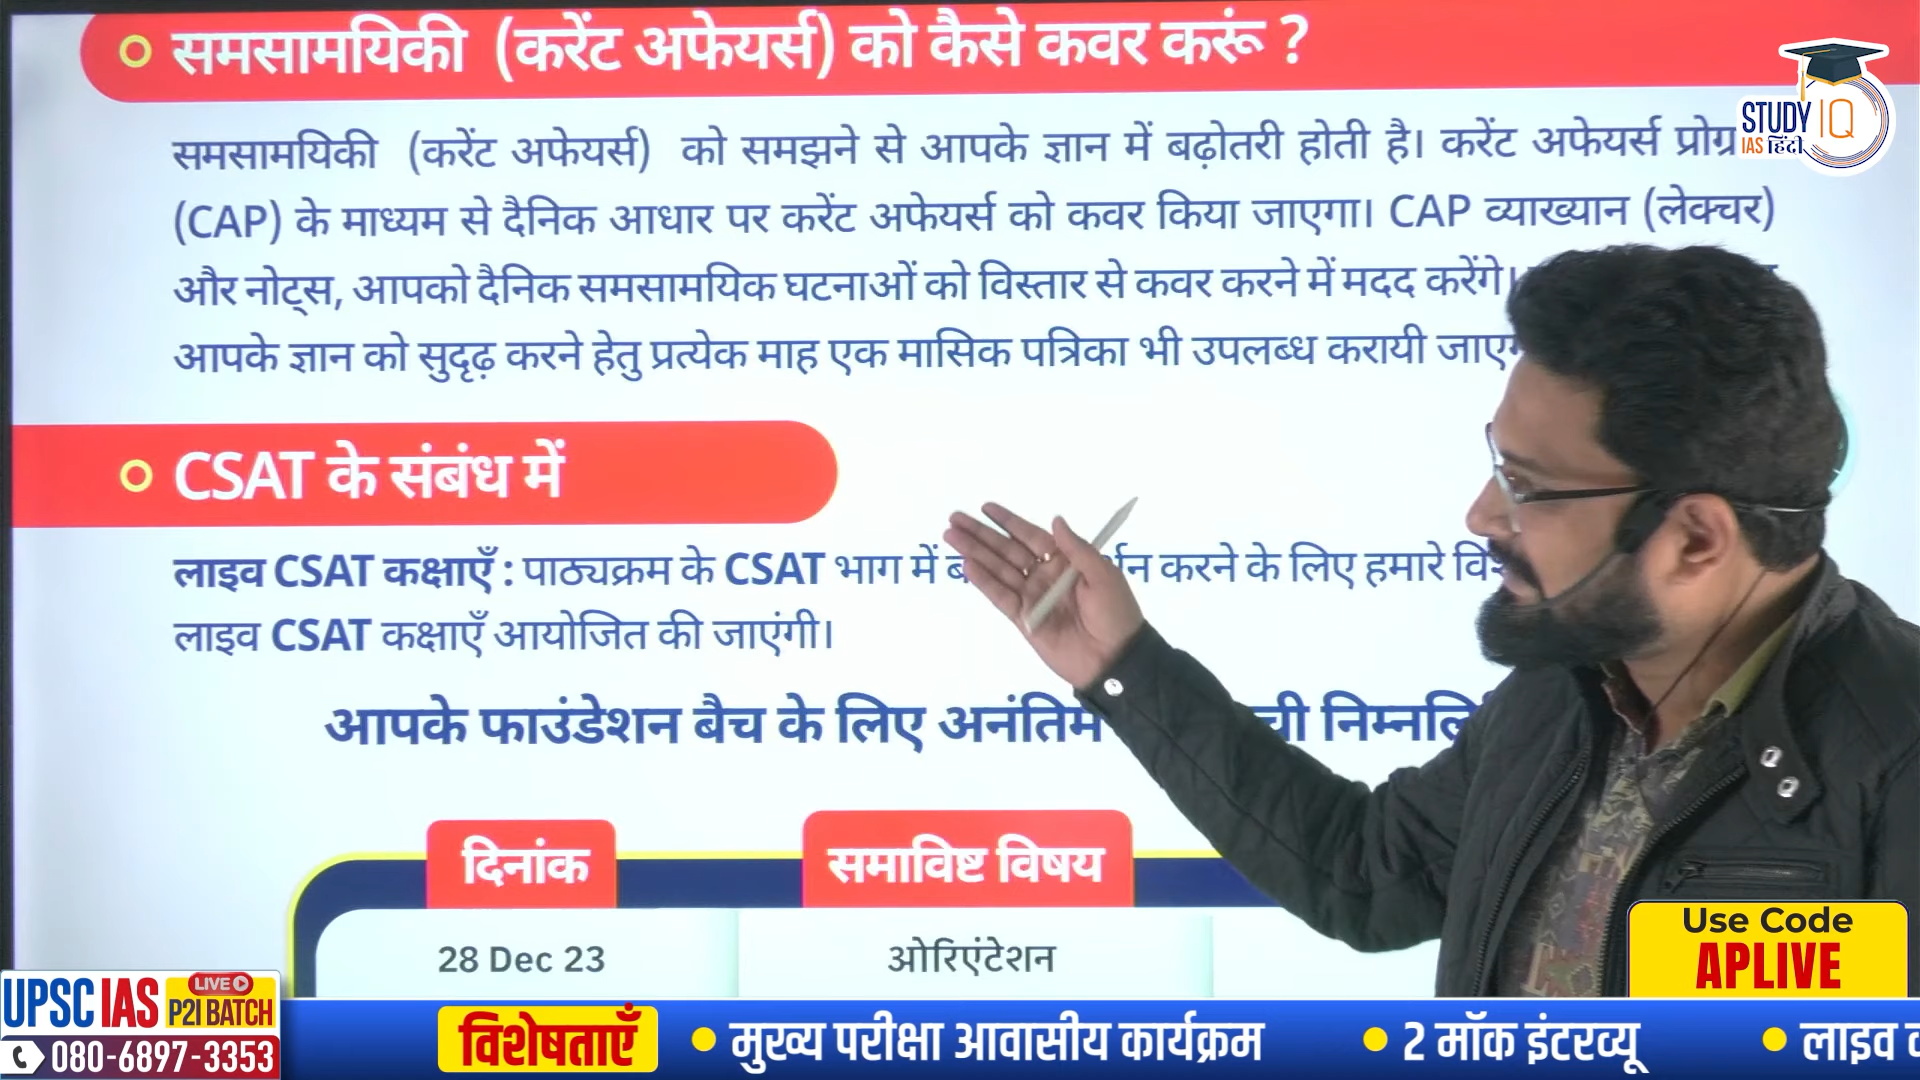 समसामयिकी (करेंट अफेयर्स) को कैसे कवर करूं ?
STUDY IQ
IAS हिंदी
समसामयिकी (करेंट अफेयर्स) को समझने से आपके ज्ञान में बढ़ोतरी होती है। करेंट अफेयर्स
(CAP) के माध्यम से दैनिक आधार पर करेंट अफेयर्स को कवर किया जाएगा। CAP व्याख्यान (लेक्चर)
और नोट्स, आपको दैनिक समसामयिक घटनाओं को विस्तार से कवर करने में मदद करेंगे।
आपके ज्ञान को सुदृढ़ करने हेतु प्रत्येक माह एक मासिक पत्रिका भी उपलब्ध करायी
CSAT के संबंध में
लाइव CSAT कक्षाएँ : पाठ्यक्रम के CSAT भाग में करने के लिए हमारे
लाइव CSAT कक्षाएँ आयोजित की जाएंगी।
आपके फाउंडेशन बैच के लिए अनंतिम
दिनांक समाविष्ट विषय
28 Dec 23 ओरिएंटेशन
Use Code
APLIVE
UPSC IAS LIVE P2I BATCH
080-6897-3353
विशेषताएँ • मुख्य परीक्षा आवासीय कार्यक्रम • 2 मॉक इंटरव्यू • लाइव